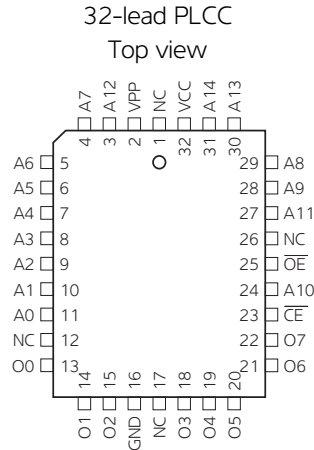 32-lead PLCC
Top view
A7 A12 VPP NC VCC A14 A13
4 3 2 1 32 31 30
A6 5 29 A8
A5 6 28 A9
A4 7 27 A11
A3 8 26 NC
A2 9 25 OE
A1 10 24 A10
A0 11 23 CE
NC 12 22 O7
O0 13 21 O6
14 15 16 17 18 19 20
O1 O2 GND NC O3 O4 O5